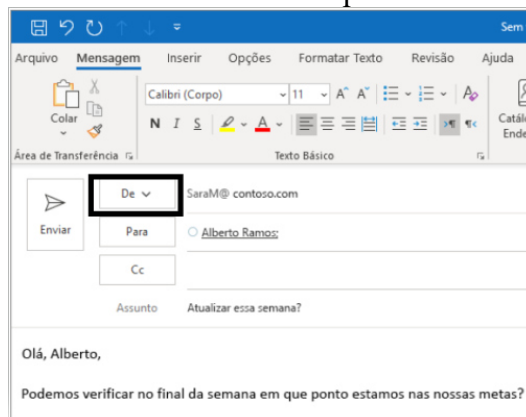 Sem
Arquivo Mensagem Inserir Opções Formatar Texto Revisão Ajuda
Colar
Calibri (Corpo) 11 A A
N I S A
Catál
Ende
Área de Transferência Texto Básico
De SaraM@ contoso.com
Enviar
Para Alberto Ramos;
Cc
Assunto Atualizar essa semana?
Olá, Alberto,
Podemos verificar no final da semana em que ponto estamos nas nossas metas?